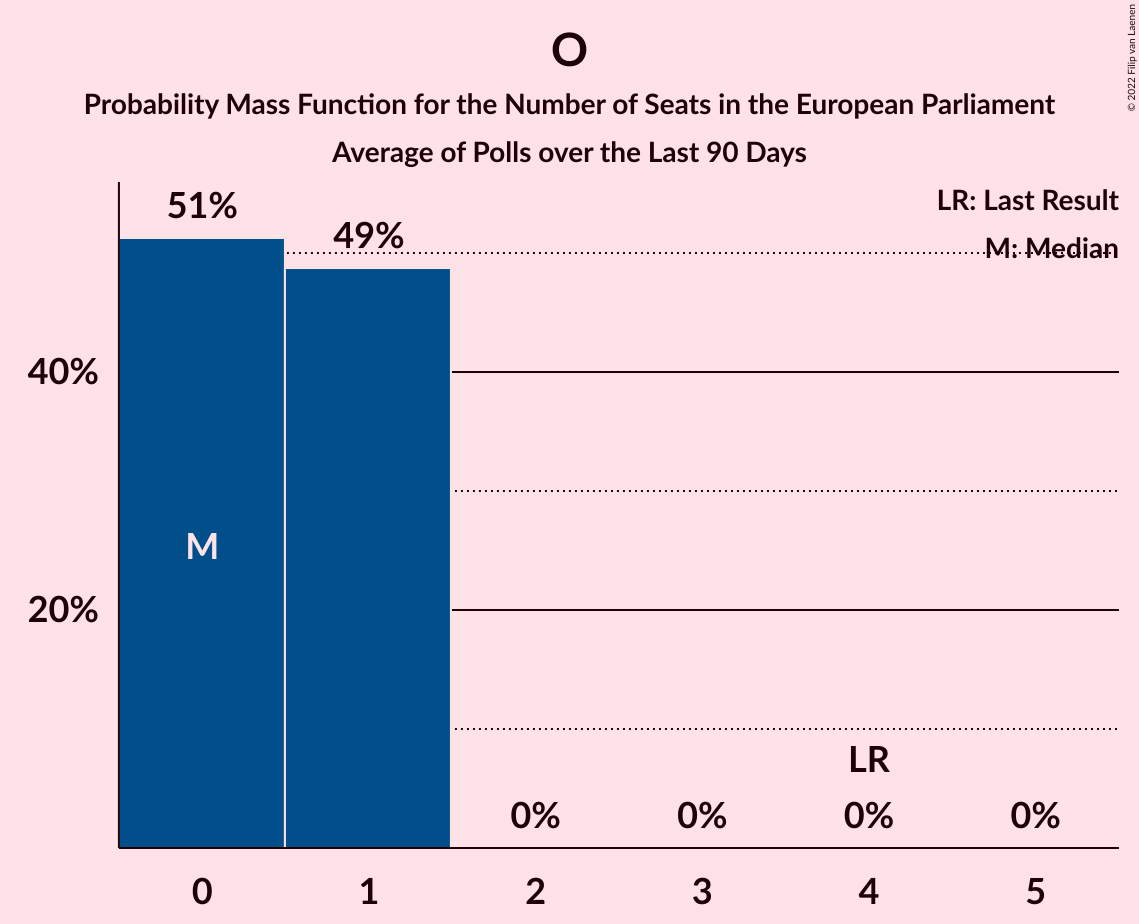 O
Probability Mass Function for the Number of Seats in the European Parliament
Average of Polls over the Last 90 Days
© 2022 Filip van Laenen
LR: Last Result
M: Median
51%
49%
40%
20%
M
LR
0%
0%
0%
0%
0
1
2
3
4
5